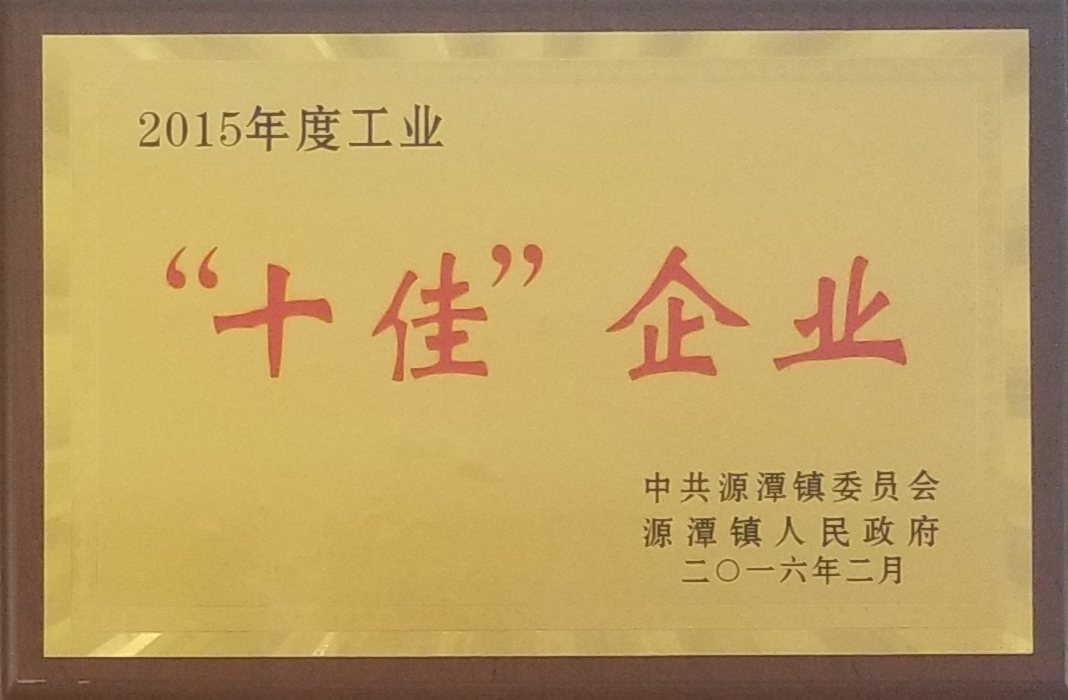 2015年度工业
“十佳”企业
中共源潭镇委员会
源潭镇人民政府
二〇一六年二月